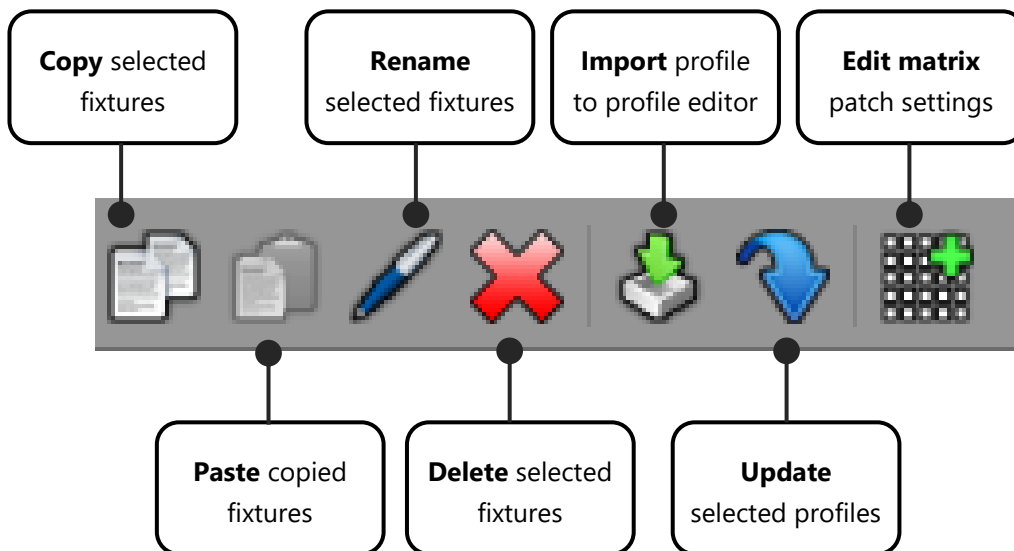 Copy selected
fixtures
Rename
selected fixtures
Import profile
to profile editor
Edit matrix
patch settings
Paste copied
fixtures
Delete selected
fixtures
Update
selected profiles